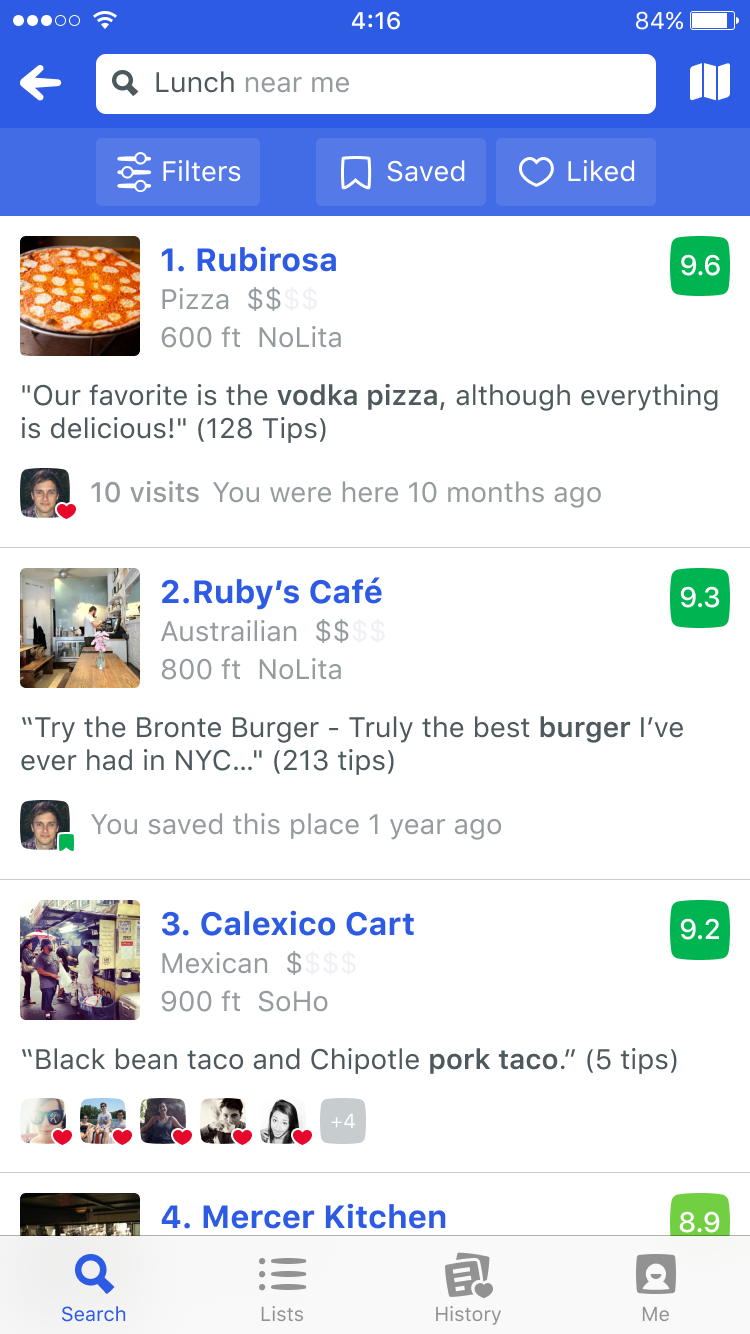 4:16
84%
Lunch near me
Filters
Saved
Liked
1. Rubirosa
9.6
Pizza $$$$
600 ft NoLita
"Our favorite is the vodka pizza, although everything
is delicious!" (128 Tips)
10 visits You were here 10 months ago
2.Ruby’s Café
9.3
Austrailian $$$$
800 ft NoLita
“Try the Bronte Burger - Truly the best burger I’ve
ever had in NYC..." (213 tips)
You saved this place 1 year ago
3. Calexico Cart
9.2
Mexican $$$$
900 ft SoHo
“Black bean taco and Chipotle pork taco.” (5 tips)
+4
4. Mercer Kitchen
8.9
Search
Lists
History
Me